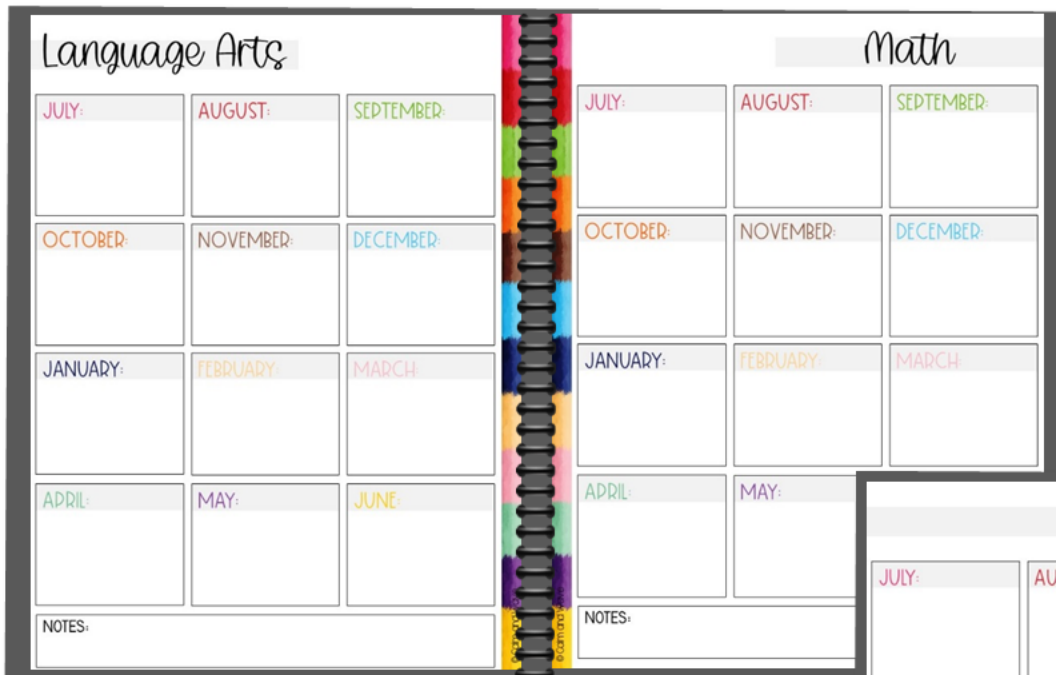 Language Arts
JULY: AUGUST: SEPTEMBER:
OCTOBER: NOVEMBER: DECEMBER:
JANUARY: FEBRUARY: MARCH:
APRIL: MAY: JUNE:
NOTES:
Math
JULY: AUGUST: SEPTEMBER:
OCTOBER: NOVEMBER: DECEMBER:
JANUARY: FEBRUARY: MARCH:
APRIL: MAY:
NOTES:
JULY: AU